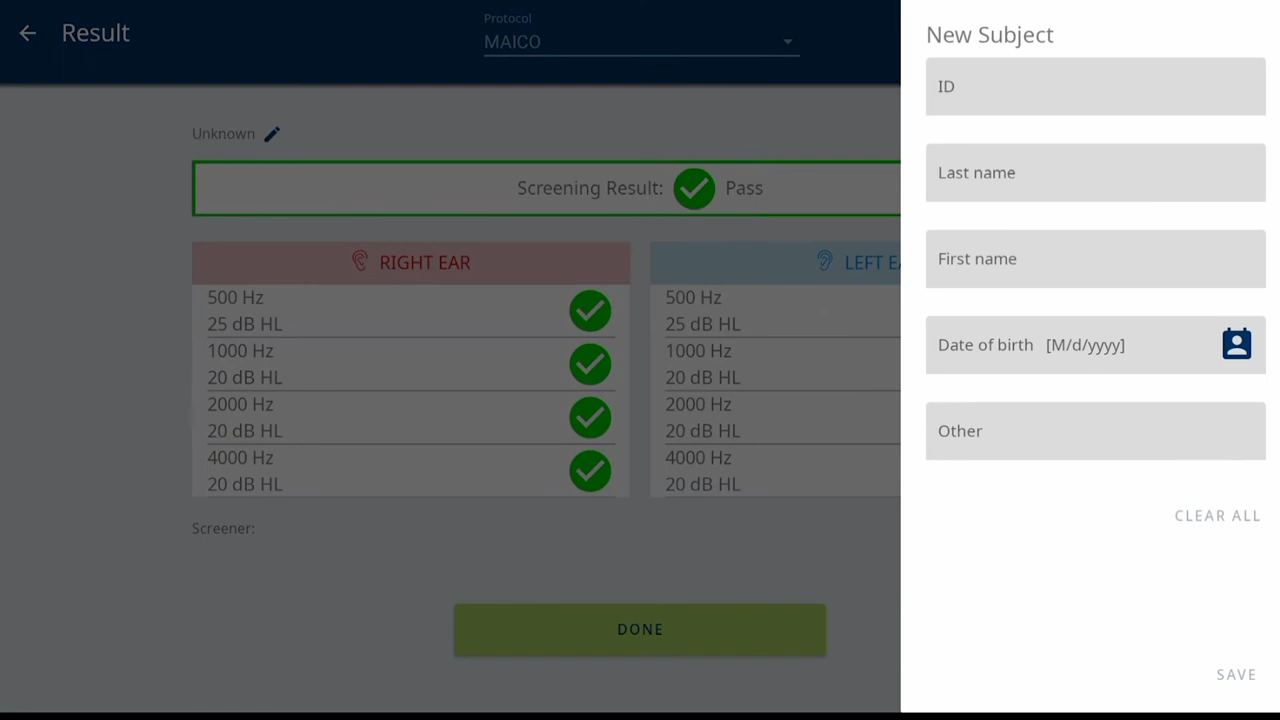 Result
Protocol
MAICO
Unknown
Screening Result: Pass
RIGHT EAR
500 Hz
25 dB HL
1000 Hz
20 dB HL
2000 Hz
20 dB HL
4000 Hz
20 dB HL
LEFT
500 Hz
25 dB HL
1000 Hz
20 dB HL
2000 Hz
20 dB HL
4000 Hz
20 dB HL
Screener:
DONE
New Subject
ID
Last name
First name
Date of birth [M/d/yyyy]
Other
CLEAR ALL
SAVE